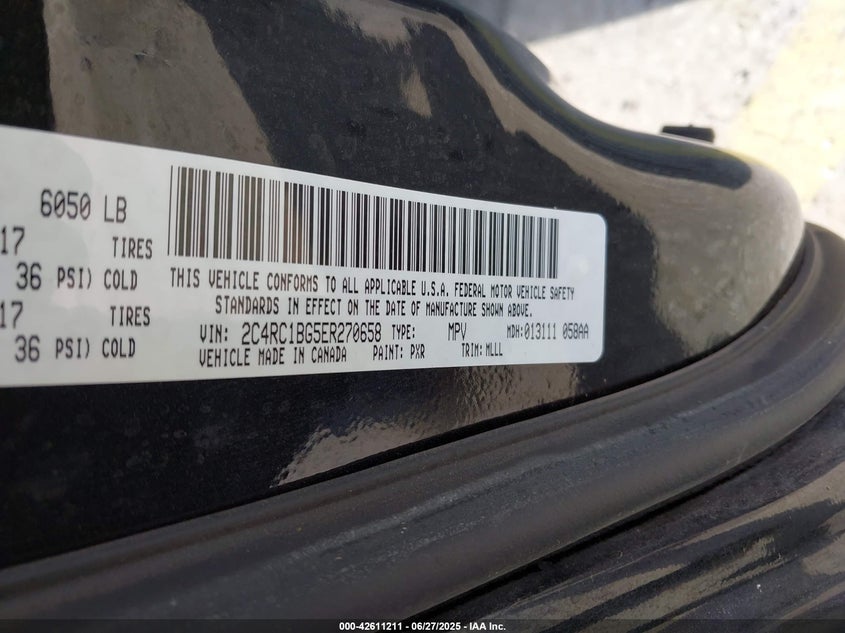 6050 LB
17 TIRES
36 PSI) COLD
17 TIRES
36 PSI) COLD
THIS VEHICLE CONFORMS TO ALL APPLICABLE U.S.A. FEDERAL MOTOR VEHICLE SAFETY
STANDARDS IN EFFECT ON THE DATE OF MANUFACTURE SHOWN ABOVE.
VIN: 2C4RC1BG5ER270658 TYPE: MPV MDH:013111 058AA
VEHICLE MADE IN CANADA PAINT: PXR TRIM: MLLL
000-42611211 - 06/27/2025 - IAA Inc.